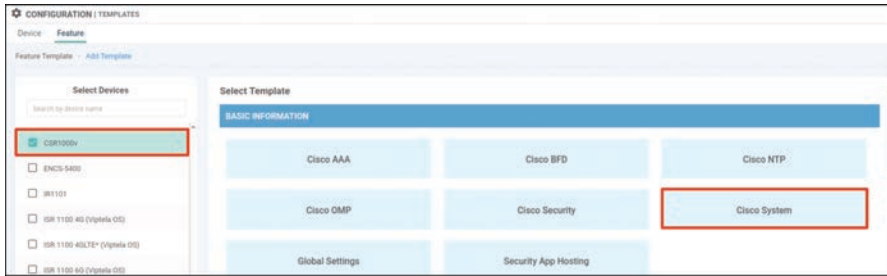 CONFIGURATION | TEMPLATES
Device Feature
Feature Template Add Template
Select Devices
Search by device name
CSR1000v
ENCS-5400
IR1101
ISR 1100 4G (Viptela OS)
ISR 1100 4GLTE* (Viptela OS)
ISR 1100 6G (Viptela OS)
Select Template
BASIC INFORMATION
Cisco AAA Cisco BFD Cisco NTP
Cisco OMP Cisco Security Cisco System
Global Settings Security App Hosting